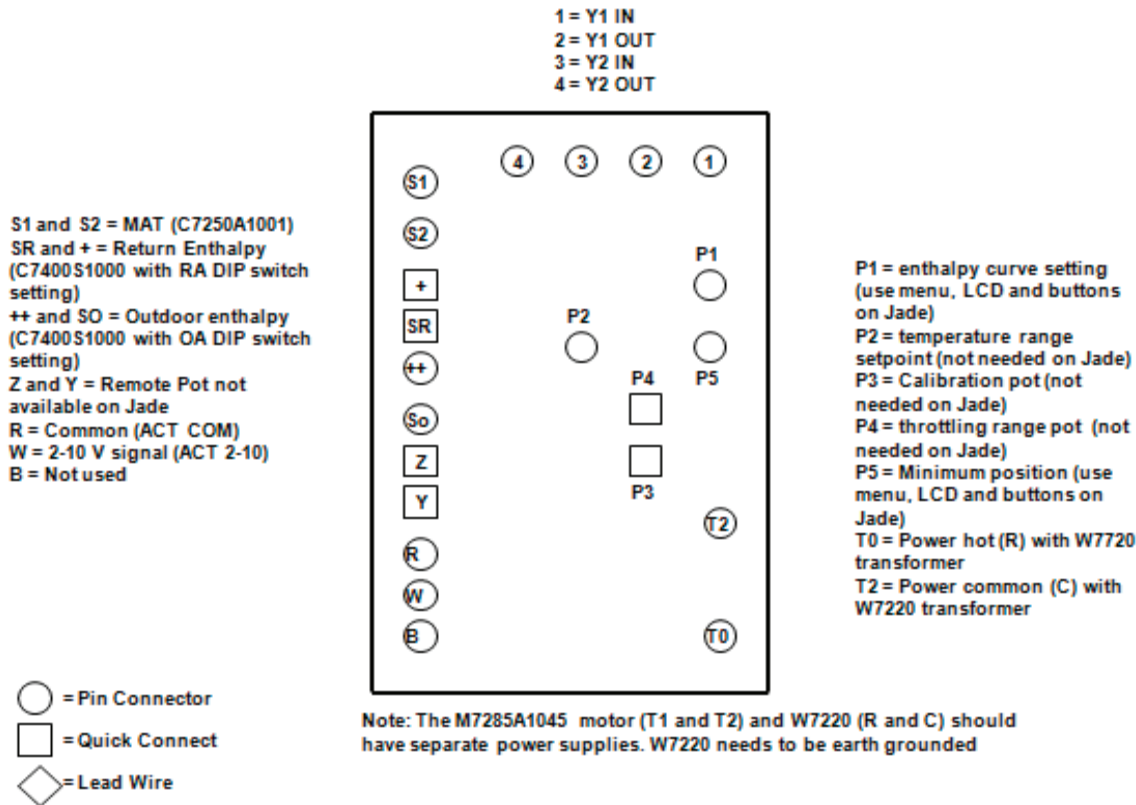 1 = Y1 IN
2 = Y1 OUT
3 = Y2 IN
4 = Y2 OUT
S1 and S2 = MAT (C7250A1001)
SR and + = Return Enthalpy
(C7400S1000 with RA DIP switch
setting)
++ and SO = Outdoor enthalpy
(C7400S1000 with OA DIP switch
setting)
Z and Y = Remote Pot not
available on Jade
R = Common (ACT COM)
W = 2-10 V signal (ACT 2-10)
B = Not used
4 3 2 1
S1
S2
+
SR
++
So
Z
Y
R
W
B
P1
P2
P5
P4
P3
T2
T0
P1 = enthalpy curve setting
(use menu, LCD and buttons
on Jade)
P2 = temperature range
setpoint (not needed on Jade)
P3 = Calibration pot (not
needed on Jade)
P4 = throttling range pot (not
needed on Jade)
P5 = Minimum position (use
menu, LCD and buttons on
Jade)
T0 = Power hot (R) with W7720
transformer
T2 = Power common (C) with
W7220 transformer
= Pin Connector
= Quick Connect
= Lead Wire
Note: The M7285A1045 motor (T1 and T2) and W7220 (R and C) should
have separate power supplies. W7220 needs to be earth grounded